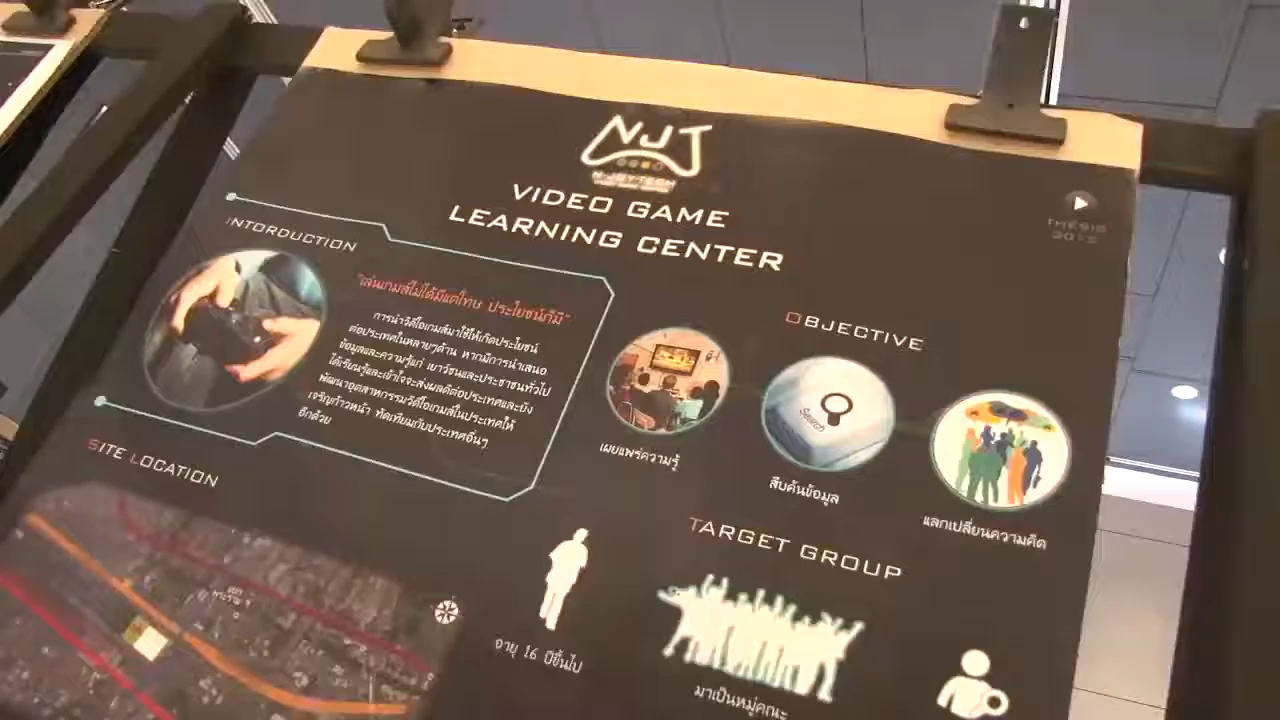 NJT
N-JOY-TECH
VIDEO GAME
LEARNING CENTER
THESIS
2015
INTORDUCTION
"เล่นเกมส์ไม่ได้มีแต่โทษ ประโยชน์ก็มี"
การนำวิดีโอเกมส์มาใช้ให้เกิดประโยชน์
ต่อประเทศในหลายๆด้าน หากมีการนำเสนอ
ข้อมูลและความรู้แก่ เยาวชนและประชาชนทั่วไป
ได้เรียนรู้และเข้าใจจะส่งผลดีต่อประเทศและยัง
พัฒนาอุตสาหกรรมวิดีโอเกมส์ในประเทศให้
เจริญก้าวหน้า ทัดเทียมกับประเทศอื่นๆ
อีกด้วย
OBJECTIVE
Search
เผยแพร่ความรู้
สืบค้นข้อมูล
แลกเปลี่ยนความคิด
SITE LOCATION
TARGET GROUP
อายุ 16 ปีขึ้นไป
มาเป็นหมู่คณะ